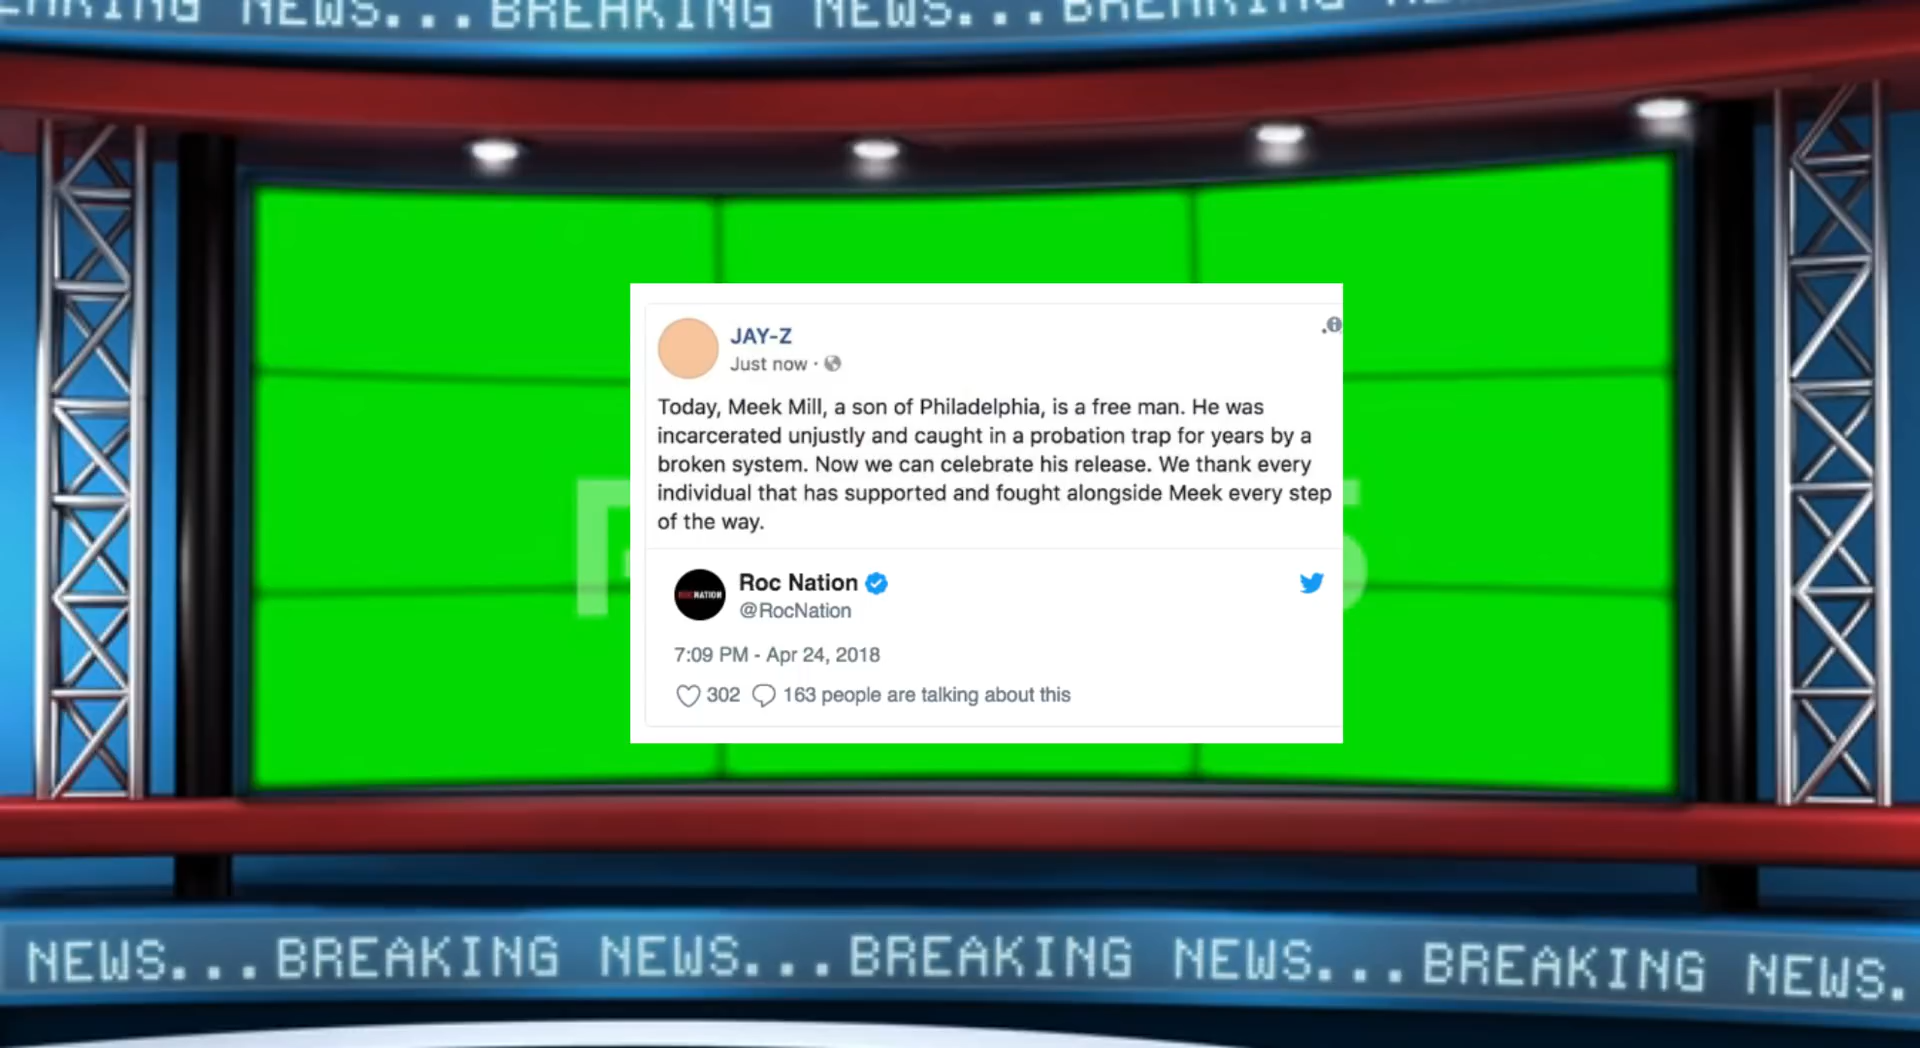 BREAKING NEWS...BREAKING NEWS...BREAKING
JAY-Z
Just now ·
Today, Meek Mill, a son of Philadelphia, is a free man. He was
incarcerated unjustly and caught in a probation trap for years by a
broken system. Now we can celebrate his release. We thank every
individual that has supported and fought alongside Meek every step
of the way.
ROC NATION
Roc Nation
@RocNation
7:09 PM - Apr 24, 2018
302 163 people are talking about this
NEWS...BREAKING NEWS...BREAKING NEWS...BREAKING NEWS.